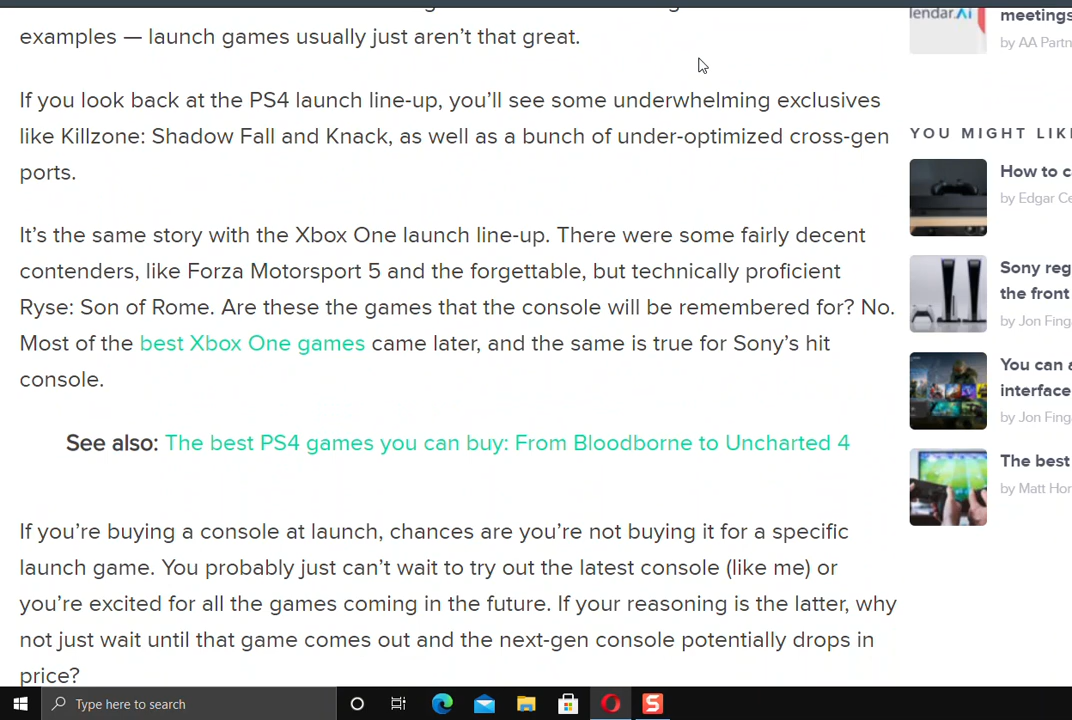 examples — launch games usually just aren't that great.
If you look back at the PS4 launch line-up, you'll see some underwhelming exclusives
like Killzone: Shadow Fall and Knack, as well as a bunch of under-optimized cross-gen
ports.
It's the same story with the Xbox One launch line-up. There were some fairly decent
contenders, like Forza Motorsport 5 and the forgettable, but technically proficient
Ryse: Son of Rome. Are these the games that the console will be remembered for? No.
Most of the best Xbox One games came later, and the same is true for Sony's hit
console.
See also: The best PS4 games you can buy: From Bloodborne to Uncharted 4
If you're buying a console at launch, chances are you're not buying it for a specific
launch game. You probably just can't wait to try out the latest console (like me) or
you're excited for all the games coming in the future. If your reasoning is the latter, why
not just wait until that game comes out and the next-gen console potentially drops in
price?
lendar.AI
meetings
by AA Partn
YOU MIGHT LIK
How to c
by Edgar Ce
Sony reg
the front
by Jon Fing
You can a
interface
by Jon Fing
The best
by Matt Hor
Type here to search